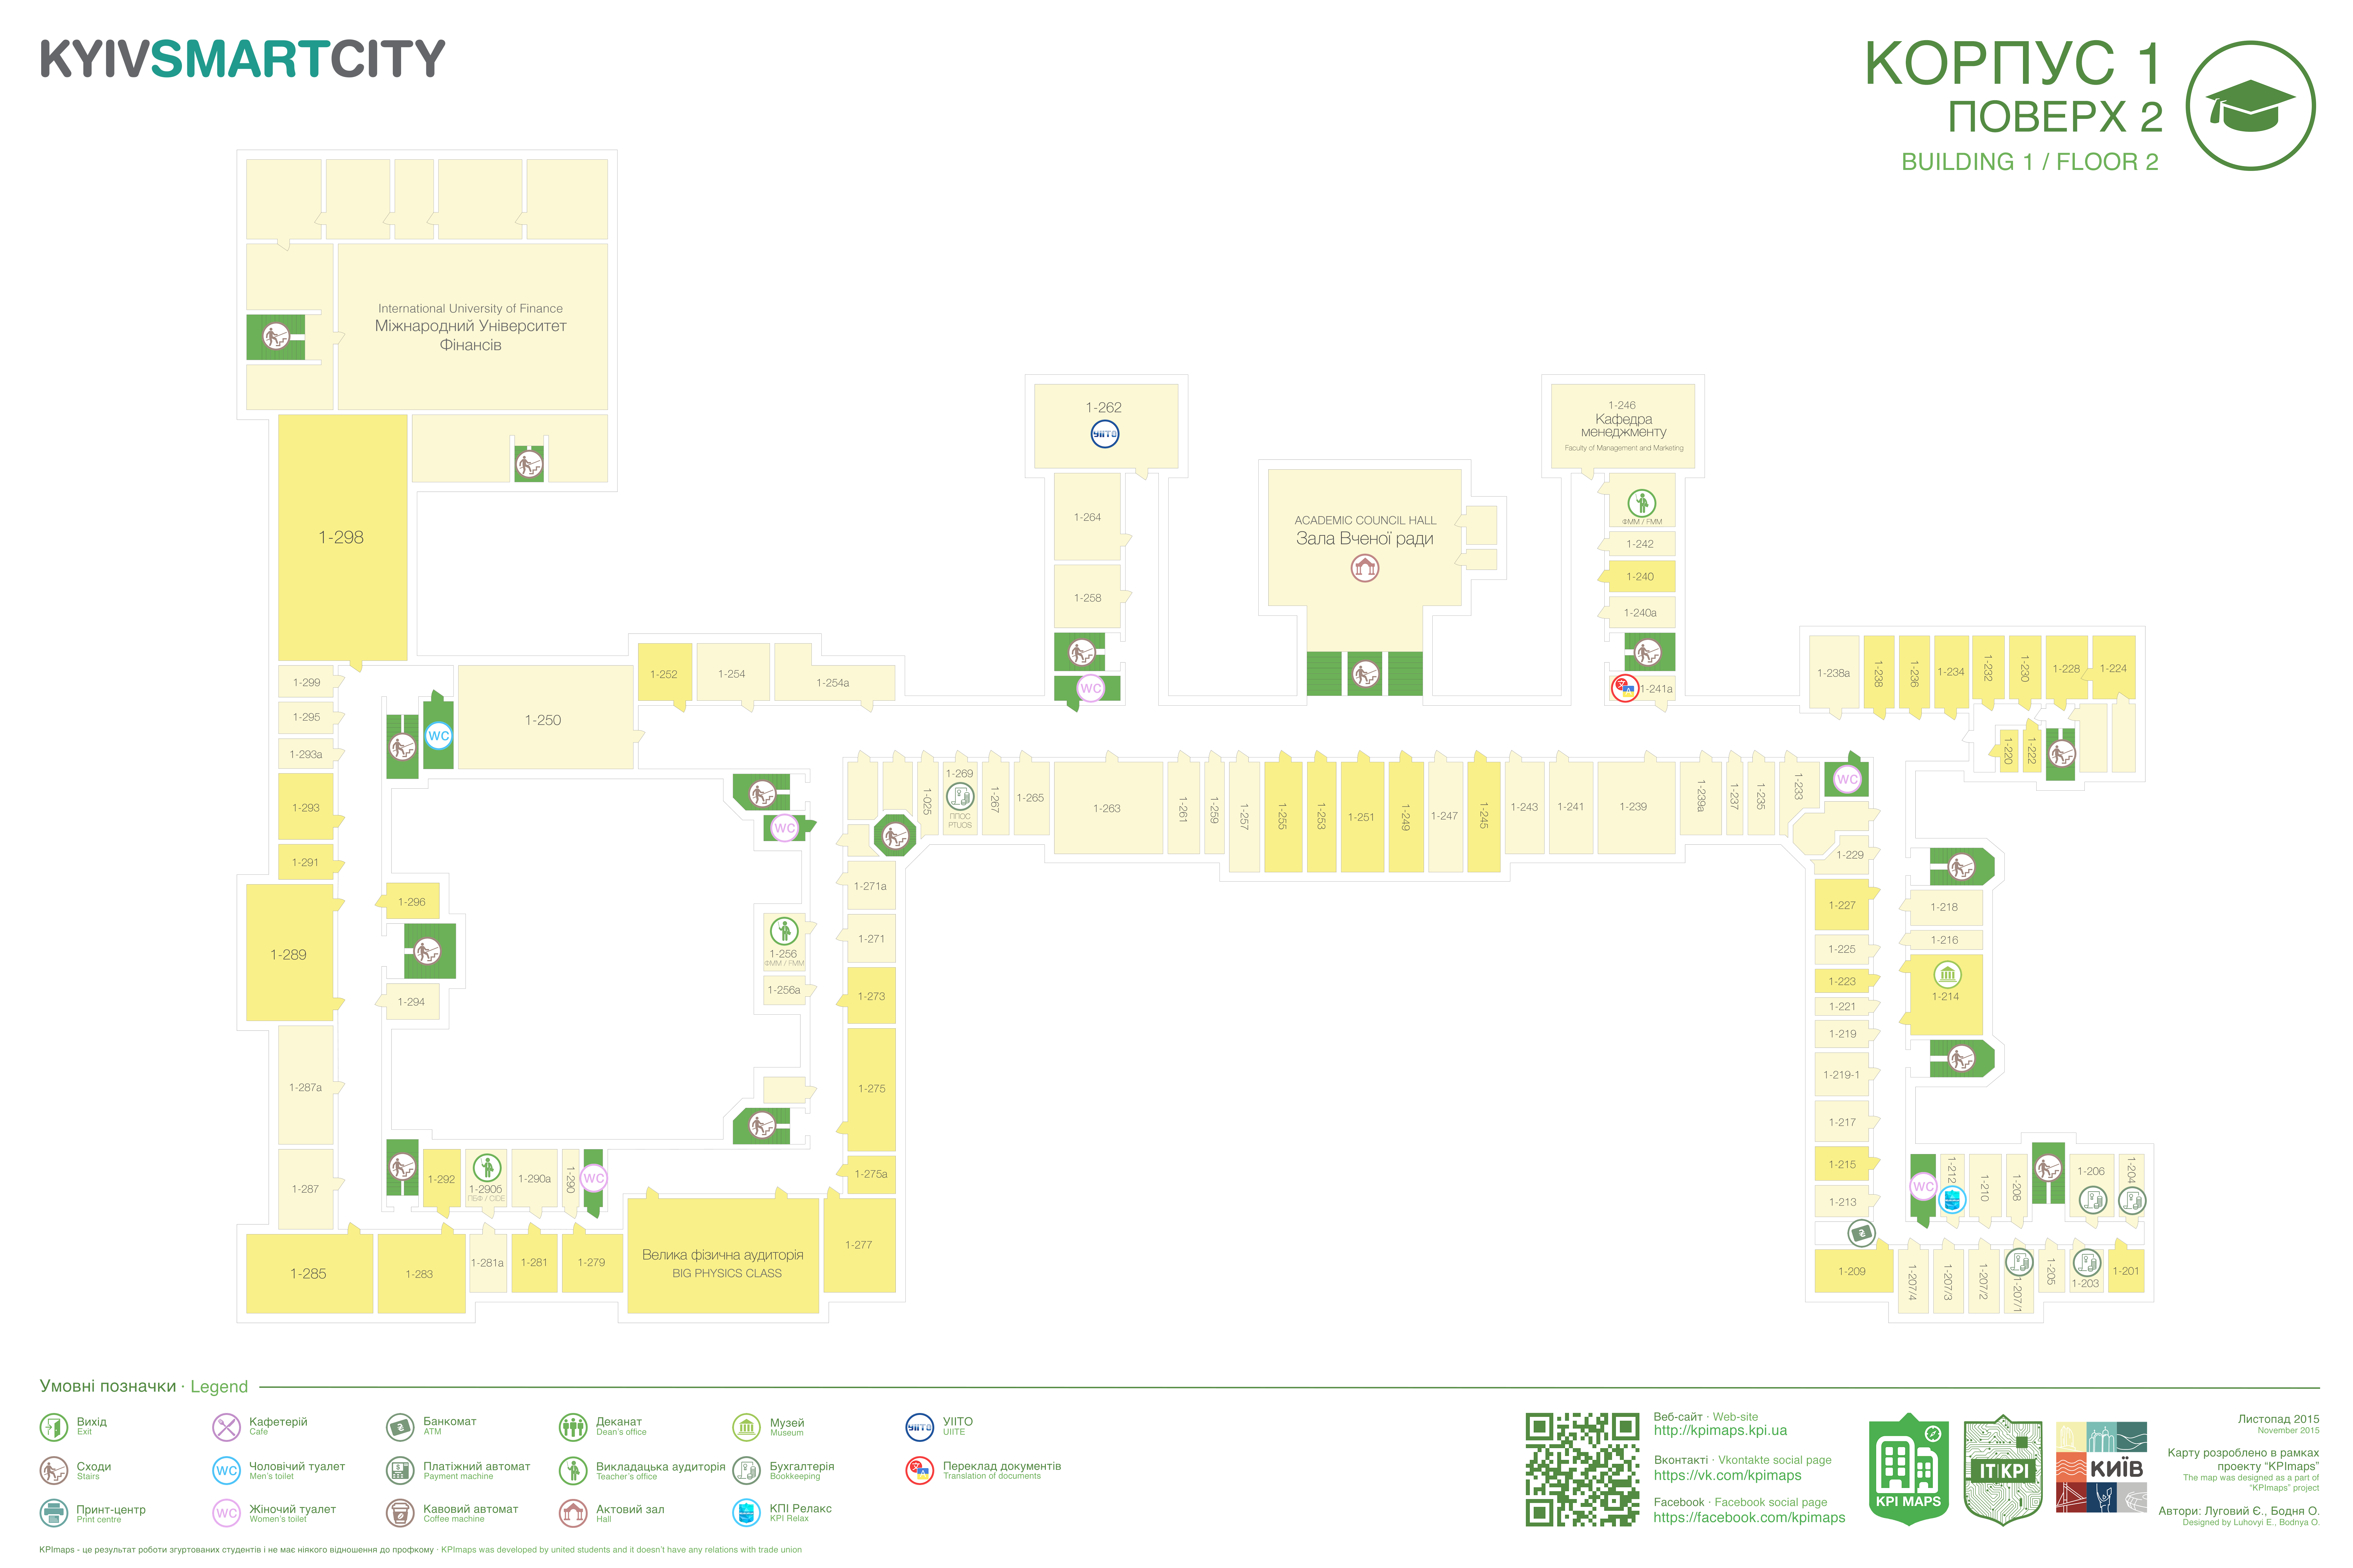 KYIVSMARTCITY
КОРПУС 1
ПОВЕРХ 2
BUILDING 1 / FLOOR 2
International University of Finance
Міжнародний Університет
Фінансів
1-262
УІІТО
1-246
Кафедра
менеджменту
Faculty of Management and Marketing
1-298
1-264
1-258
WC
ACADEMIC COUNCIL HALL
Зала Вченої ради
ФММ / FMM
1-242
1-240
1-240а
1-241а
1-299
1-295
1-293а
1-293
1-291
1-289
1-287а
1-287
WC
1-250
1-252
1-254
1-254а
1-238а
1-238
1-236
1-234
1-232
1-230
1-228
1-224
1-220
1-222
1-296
1-294
WC
1-256
ФММ / FMM
1-256а
1-025
1-269
ППОС
PTUOS
1-267
1-265
1-263
1-261
1-259
1-257
1-255
1-253
1-251
1-249
1-247
1-245
1-243
1-241
1-239
1-239а
1-237
1-235
1-233
WC
1-271а
1-271
1-273
1-275
1-275а
1-277
1-229
1-227
1-225
1-223
1-221
1-219
1-219-1
1-217
1-215
1-213
1-218
1-216
1-214
1-292
1-290б
ПБФ / CIDE
1-290а
1-290
WC
1-285
1-283
1-281а
1-281
1-279
Велика фізична аудиторія
BIG PHYSICS CLASS
WC
1-212
1-210
1-208
1-206
1-204
1-209
1-207/4
1-207/3
1-207/2
1-207/1
1-205
1-203
1-201
Умовні позначки · Legend
Вихід
Exit
Сходи
Stairs
Принт-центр
Print centre
Кафетерій
Cafe
WC
Чоловічий туалет
Men's toilet
WC
Жіночий туалет
Women's toilet
Банкомат
ATM
Платіжний автомат
Payment machine
Кавовий автомат
Coffee machine
Деканат
Dean's office
Викладацька аудиторія
Teacher's office
Актовий зал
Hall
Музей
Museum
Бухгалтерія
Bookkeeping
КПІ Релакс
KPI Relax
УІІТО
УІІТО
UIITE
Переклад документів
Translation of documents
Веб-сайт · Web-site
http://kpimaps.kpi.ua
Вконтакті · Vkontakte social page
https://vk.com/kpimaps
Facebook · Facebook social page
https://facebook.com/kpimaps
KPI MAPS
IT KPI
КИЇВ
Листопад 2015
November 2015
Карту розроблено в рамках
проекту "KPImaps"
The map was designed as a part of
"KPImaps" project
Автори: Луговий Є., Бодня О.
Designed by Luhovyi E., Bodnya O.
KPImaps - це результат роботи згуртованих студентів і не має ніякого відношення до профкому · KPImaps was developed by united students and it doesn't have any relations with trade union